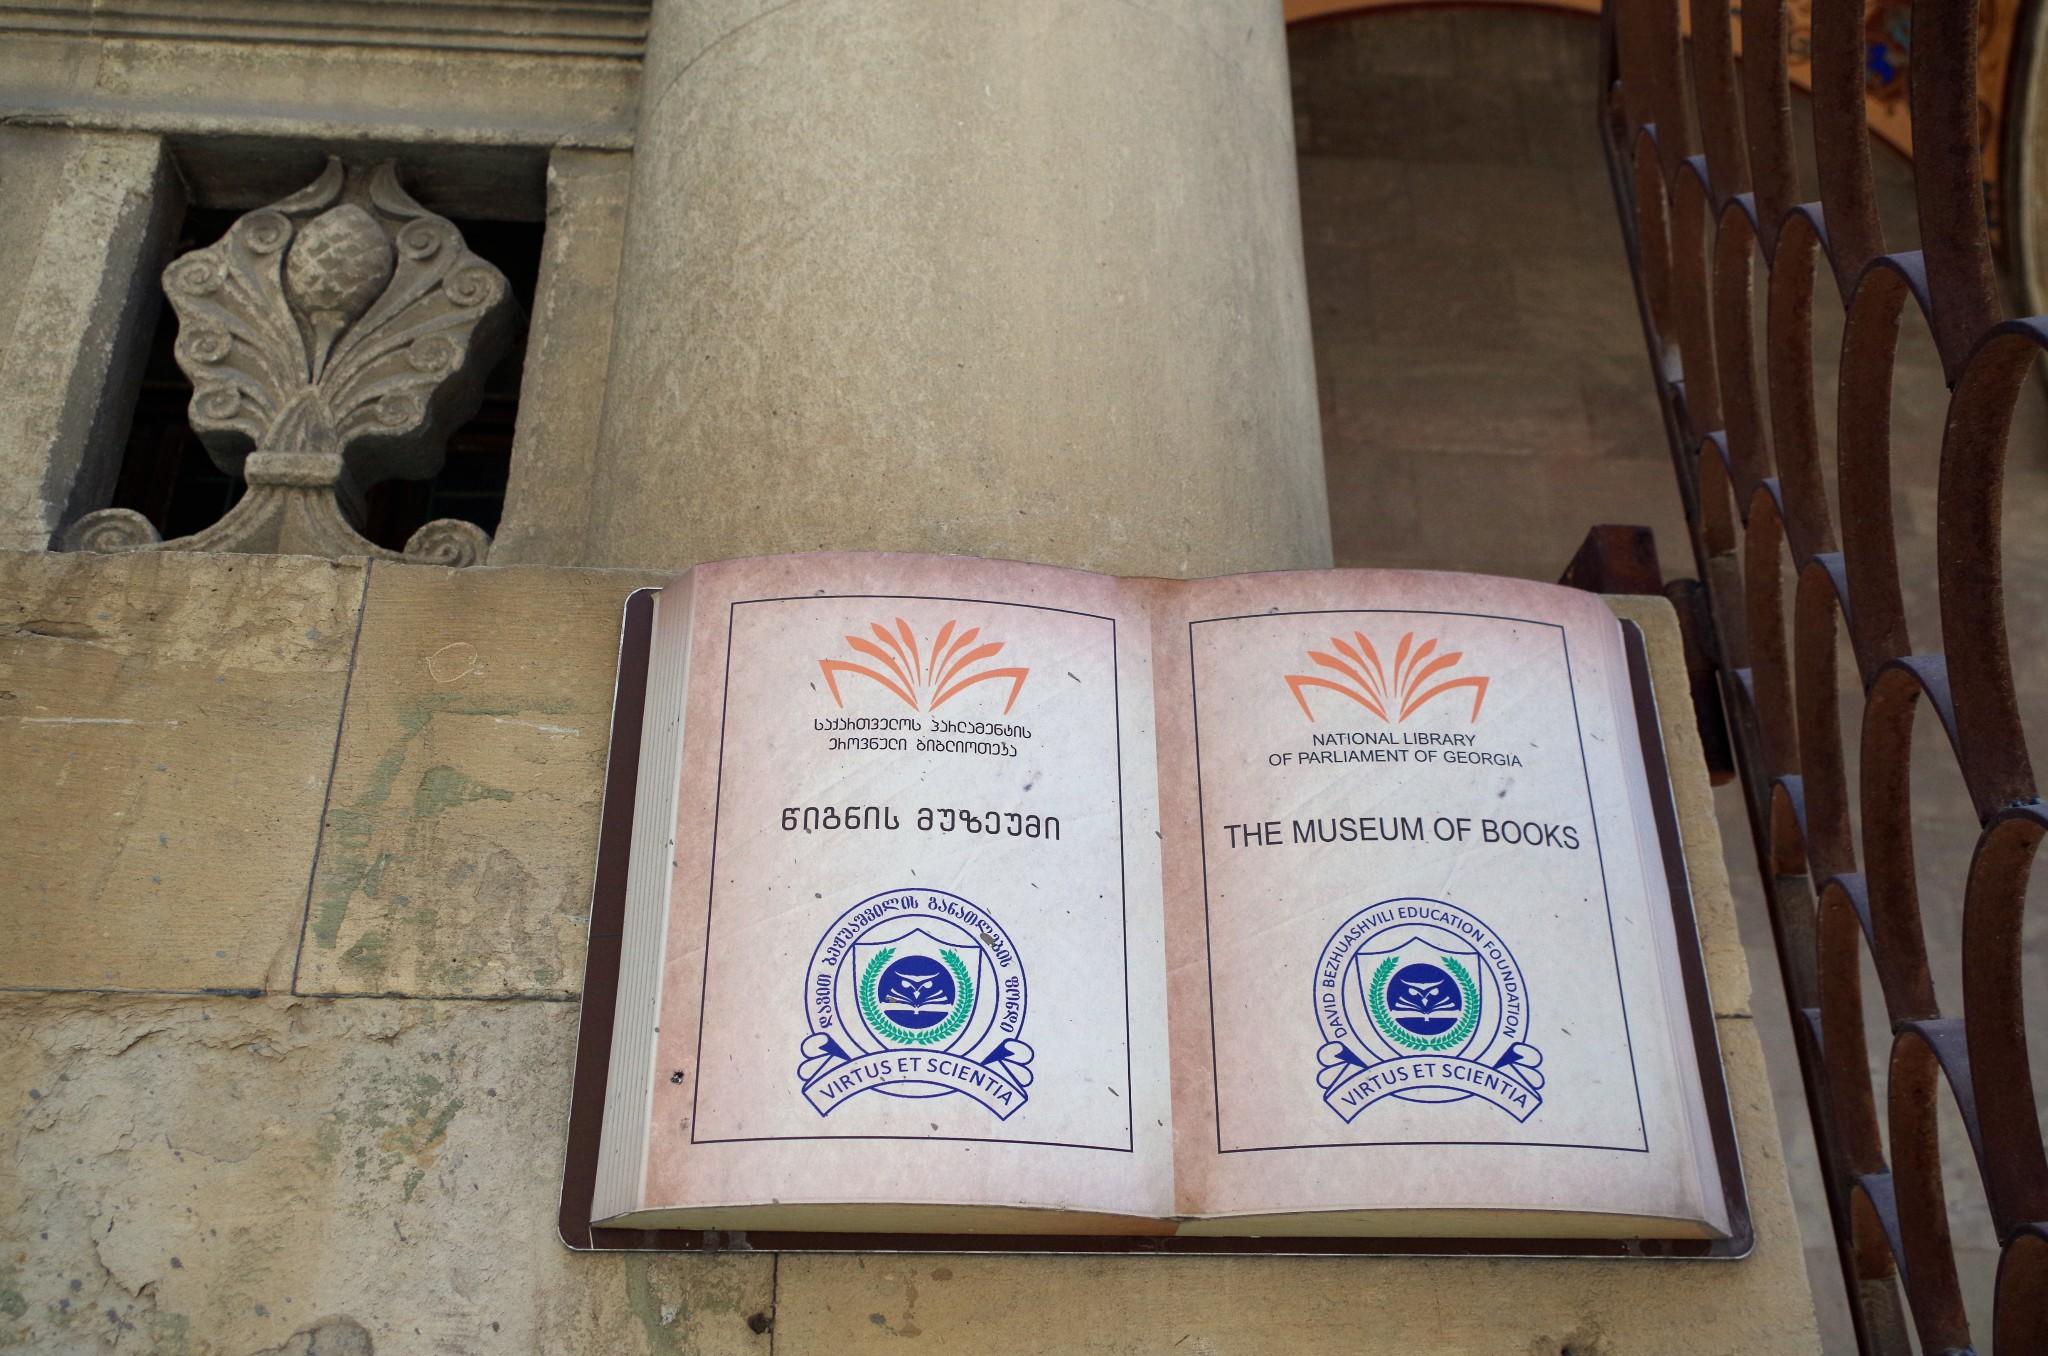 საქართველოს პარლამენტის
ეროვნული ბიბლიოთეკა
წიგნის მუზეუმი
დავით ბეჟუაშვილის განათლების ფონდი
VIRTUS ET SCIENTIA
NATIONAL LIBRARY
OF PARLIAMENT OF GEORGIA
THE MUSEUM OF BOOKS
DAVID BEZHUASHVILI EDUCATION FOUNDATION
VIRTUS ET SCIENTIA